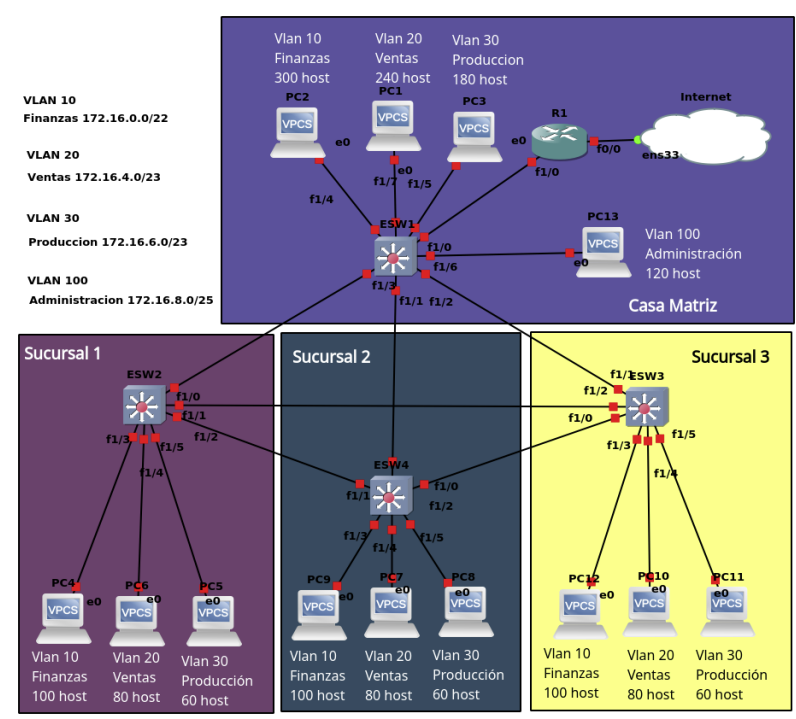 VLAN 10
Finanzas 172.16.0.0/22
VLAN 20
Ventas 172.16.4.0/23
VLAN 30
Produccion 172.16.6.0/23
VLAN 100
Administracion 172.16.8.0/25
Vlan 10
Finanzas
300 host
PC2
VPCS
e0
Vlan 20
Ventas
240 host
PC1
VPCS
e0
Vlan 30
Produccion
180 host
PC3
VPCS
e0
R1
f0/0
f1/0
Internet
ens33
f1/4
f1/7
f1/5
ESW1
f1/0
f1/6
f1/3
f1/1
f1/2
PC13
VPCS
e0
Vlan 100
Administración
120 host
Casa Matriz
Sucursal 1
ESW2
f1/0
f1/1
f1/2
f1/3
f1/5
f1/4
PC4
VPCS
e0
PC6
VPCS
e0
PC5
VPCS
e0
Vlan 10
Finanzas
100 host
Vlan 20
Ventas
80 host
Vlan 30
Producción
60 host
Sucursal 2
ESW4
f1/1
f1/0
f1/2
f1/3
f1/4
f1/5
PC9
VPCS
e0
PC7
VPCS
e0
PC8
VPCS
e0
Vlan 10
Finanzas
100 host
Vlan 20
Ventas
80 host
Vlan 30
Producción
60 host
Sucursal 3
f1/1
ESW3
f1/2
f1/0
f1/3
f1/5
f1/4
PC12
VPCS
e0
PC10
VPCS
e0
PC11
VPCS
e0
Vlan 10
Finanzas
100 host
Vlan 20
Ventas
80 host
Vlan 30
Producción
60 host